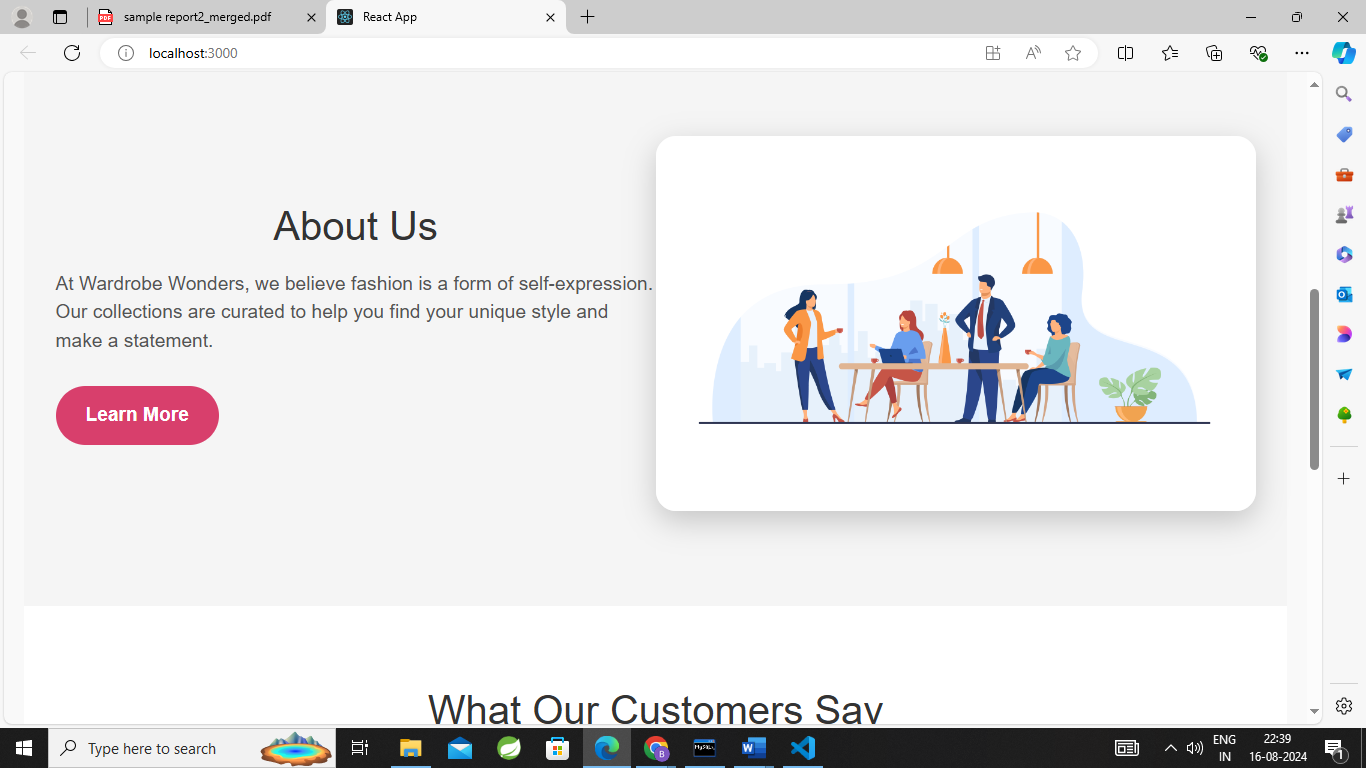 sample report2_merged.pdf
React App
localhost:3000
About Us
At Wardrobe Wonders, we believe fashion is a form of self-expression.
Our collections are curated to help you find your unique style and
make a statement.
Learn More
What Our Customers Say
Type here to search
ENG
IN
22:39
16-08-2024
1